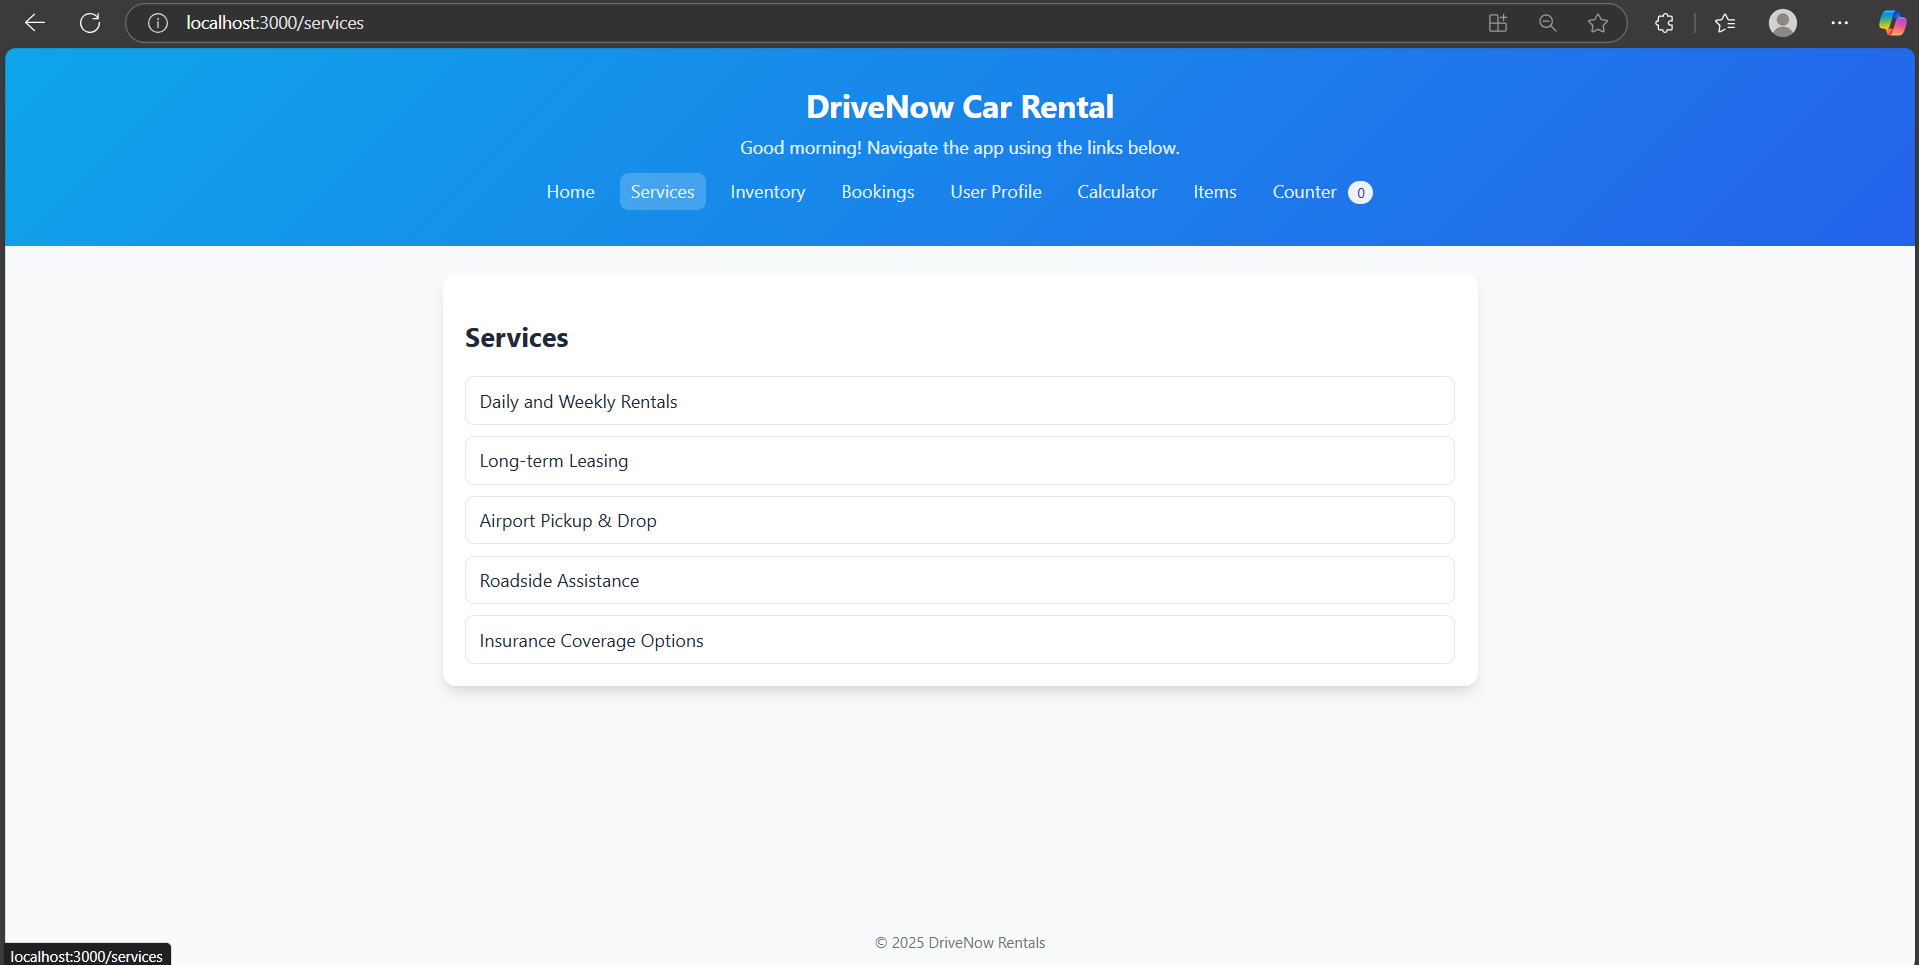 localhost:3000/services
DriveNow Car Rental
Good morning! Navigate the app using the links below.
Home Services Inventory Bookings User Profile Calculator Items Counter 0
Services
Daily and Weekly Rentals
Long-term Leasing
Airport Pickup & Drop
Roadside Assistance
Insurance Coverage Options
© 2025 DriveNow Rentals
localhost:3000/services